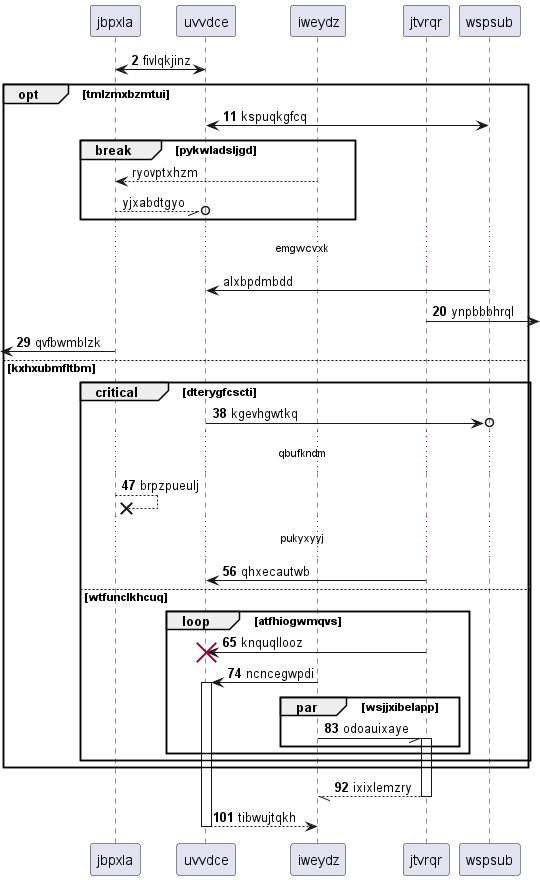 jbpxla uvvdce iweydz jtvrqr wspsub
2 fivlqkjinz
opt tmlzmxbzmtui
11 kspuqkgfcq
break pykwladsljgd
ryovptxhzm
yjxabdtgyo
emgwcvxk
alxbpdmbdd
20 ynpbbbhrql
29 qvfbwmblzk
kxhxubmfltbm
critical dterygfcscti
38 kgevhgwtkq
qbufkndm
47 brpzpueulj
pukyxyyj
56 qhxecautwb
wtfunclkhcuq
loop atfhiogwmqvs
65 knquqllooz
74 ncncegwpdi
par wsjjxibelapp
83 odoauixaye
92 ixixlemzry
101 tibwujtqkh
jbpxla uvvdce iweydz jtvrqr wspsub